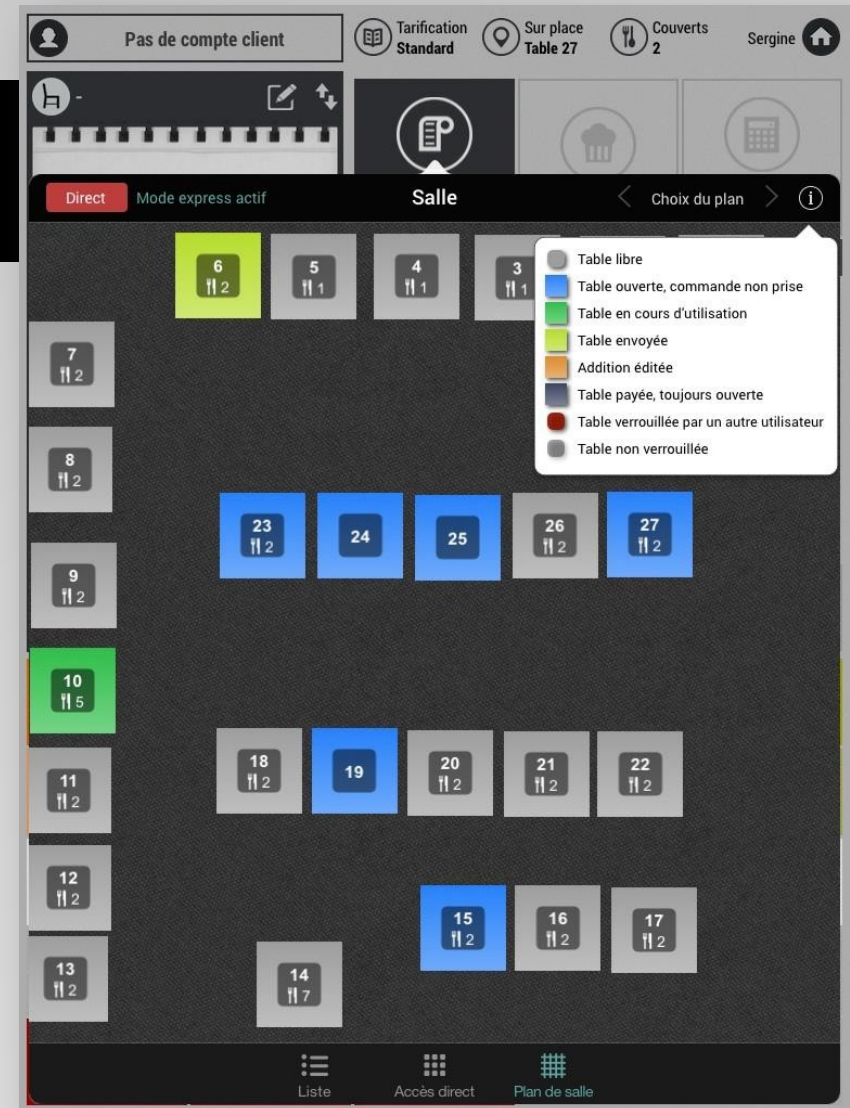 Pas de compte client
Tarification
Standard
Sur place
Table 27
Couverts
2
Sergine
-
Direct
Mode express actif
Salle
Choix du plan
i
6
2
5
1
4
1
3
1
Table libre
Table ouverte, commande non prise
Table en cours d'utilisation
Table envoyée
Addition éditée
Table payée, toujours ouverte
Table verrouillée par un autre utilisateur
Table non verrouillée
7
2
8
2
23
2
24
25
26
2
27
2
9
2
10
5
11
2
18
2
19
20
2
21
2
22
2
12
2
15
2
16
2
17
2
13
2
14
7
Liste
Accès direct
Plan de salle